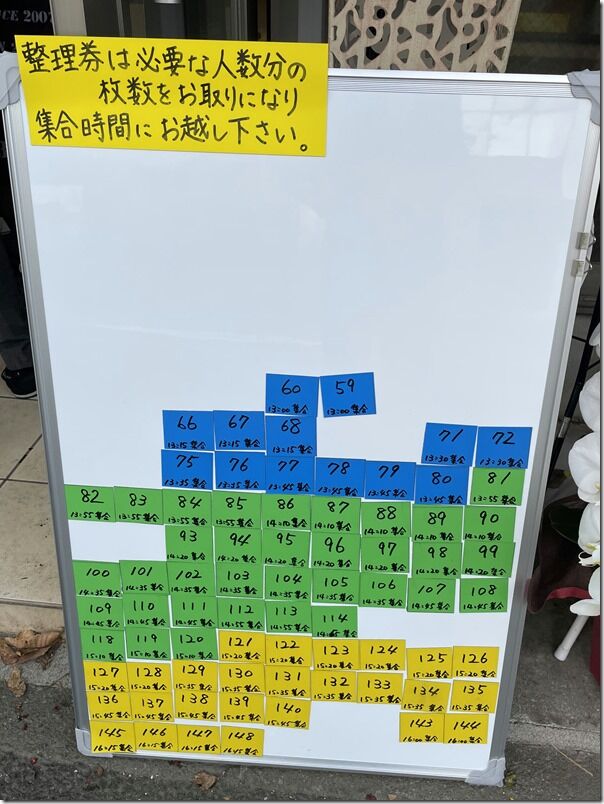 NCE 2007
整理券は必要な人数分の
枚数をお取りになり
集合時間にお越し下さい。
60 59
13:00集合 13:00集合
66 67 68 71 72
13:15集合 13:15集合 13:15集合 13:30集合 13:30集合
75 76 77 78 79 80 81
13:35集合 13:35集合 13:45集合 13:45集合 13:45集合 13:45集合 13:55集合
82 83 84 85 86 87 88 89 90
13:55集合 13:55集合 13:55集合 13:55集合 14:10集合 14:10集合 14:10集合 14:10集合 14:10集合
93 94 95 96 97 98 99
14:20集合 14:20集合 14:20集合 14:20集合 14:20集合 14:20集合 14:20集合
100 101 102 103 104 105 106 107 108
14:35集合 14:35集合 14:35集合 14:35集合 14:35集合 14:35集合 14:35集合 14:45集合 14:45集合
109 110 111 112 113 114
14:45集合 14:45集合 14:45集合 14:55集合 14:55集合 14:55集合
118 119 120 121 122 123 124 125 126
15:10集合 15:10集合 15:10集合 15:20集合 15:20集合 15:20集合 15:20集合 15:20集合 15:20集合
127 128 129 130 131 132 133 134 135
15:20集合 15:20集合 15:35集合 15:35集合 15:35集合 15:35集合 15:35集合 15:35集合 15:35集合
136 137 138 139 140 143 144
15:45集合 15:45集合 15:45集合 15:45集合 15:45集合 16:00集合 16:00集合
145 146 147 148
16:15集合 16:15集合 16:15集合 16:15集合